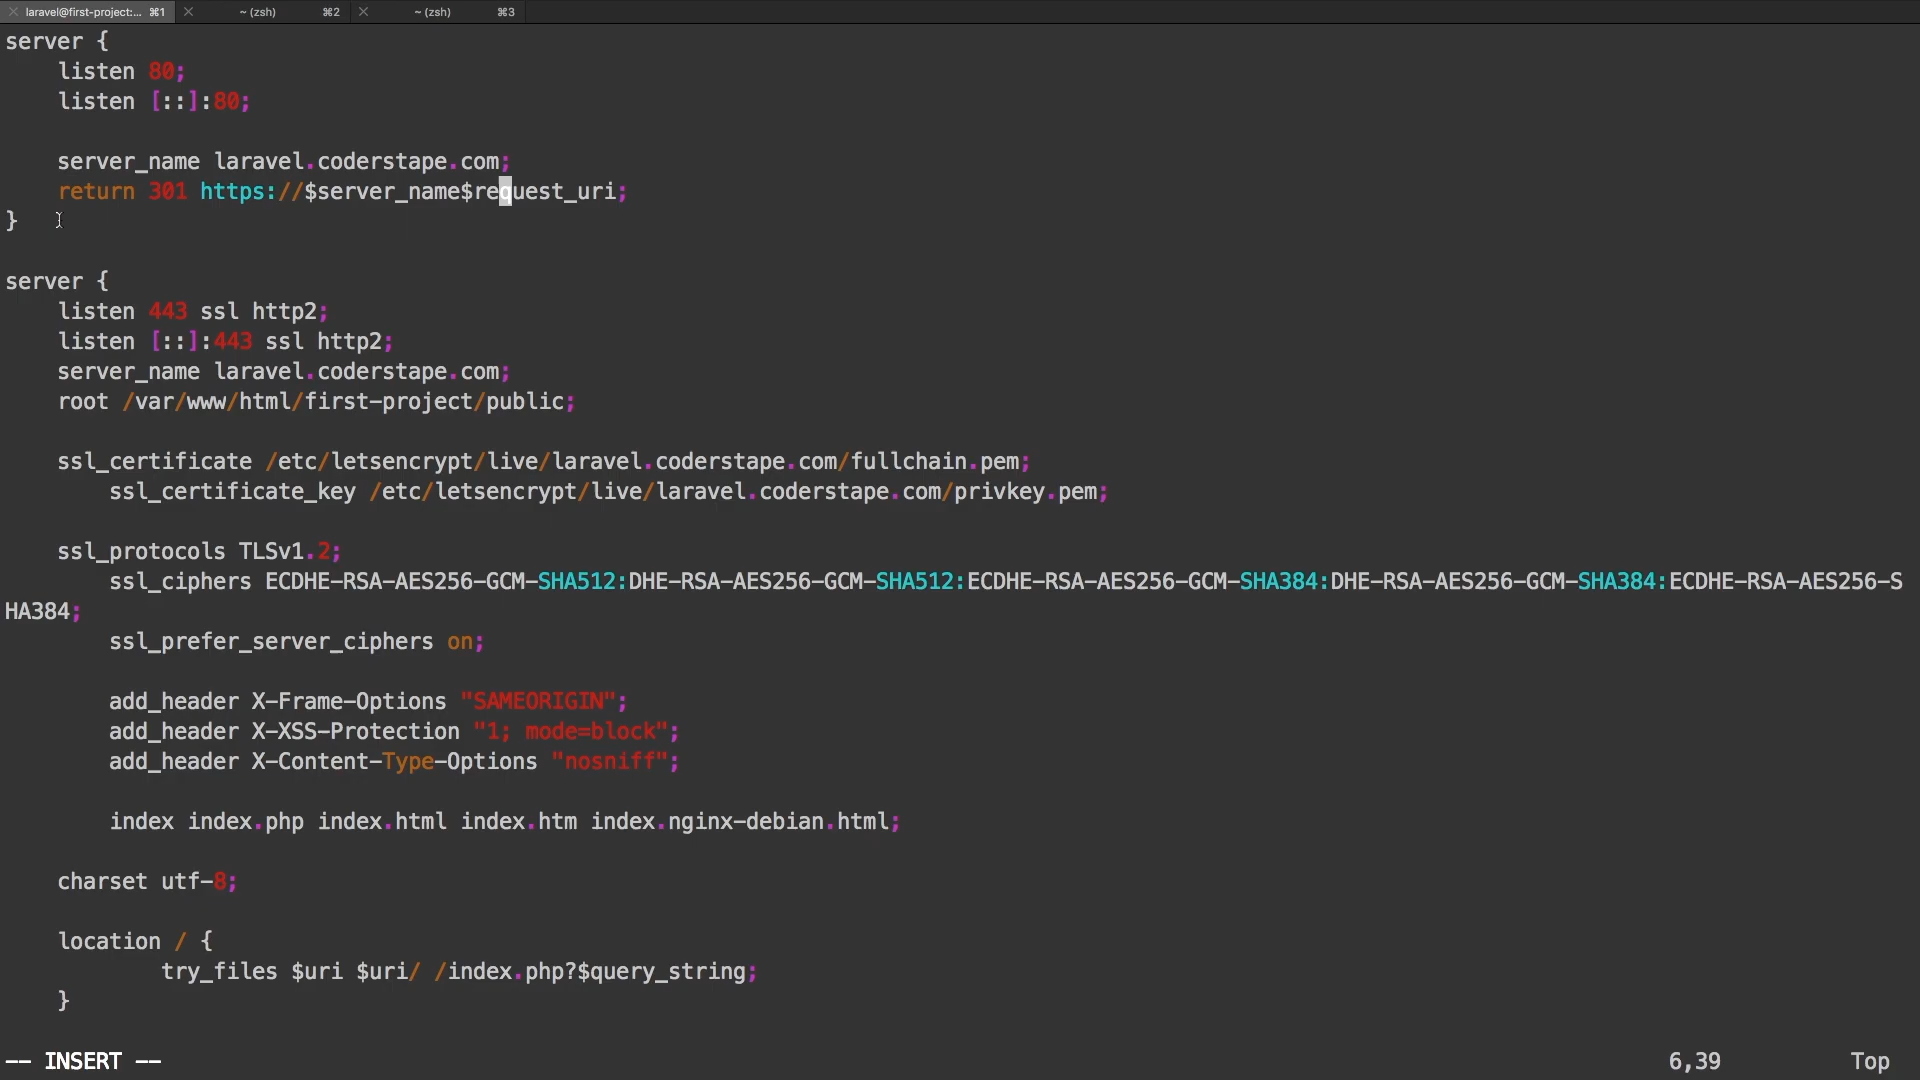 laravel@first-project:... ⌘1 ~ (zsh) ⌘2 ~ (zsh) ⌘3
server {
    listen 80;
    listen [::]:80;

    server_name laravel.coderstape.com;
    return 301 https://$server_name$request_uri;
}

server {
    listen 443 ssl http2;
    listen [::]:443 ssl http2;
    server_name laravel.coderstape.com;
    root /var/www/html/first-project/public;

    ssl_certificate /etc/letsencrypt/live/laravel.coderstape.com/fullchain.pem;
        ssl_certificate_key /etc/letsencrypt/live/laravel.coderstape.com/privkey.pem;

    ssl_protocols TLSv1.2;
        ssl_ciphers ECDHE-RSA-AES256-GCM-SHA512:DHE-RSA-AES256-GCM-SHA512:ECDHE-RSA-AES256-GCM-SHA384:DHE-RSA-AES256-GCM-SHA384:ECDHE-RSA-AES256-S
HA384;
        ssl_prefer_server_ciphers on;

        add_header X-Frame-Options "SAMEORIGIN";
        add_header X-XSS-Protection "1; mode=block";
        add_header X-Content-Type-Options "nosniff";

        index index.php index.html index.htm index.nginx-debian.html;

    charset utf-8;

    location / {
            try_files $uri $uri/ /index.php?$query_string;
    }

-- INSERT -- 6,39 Top